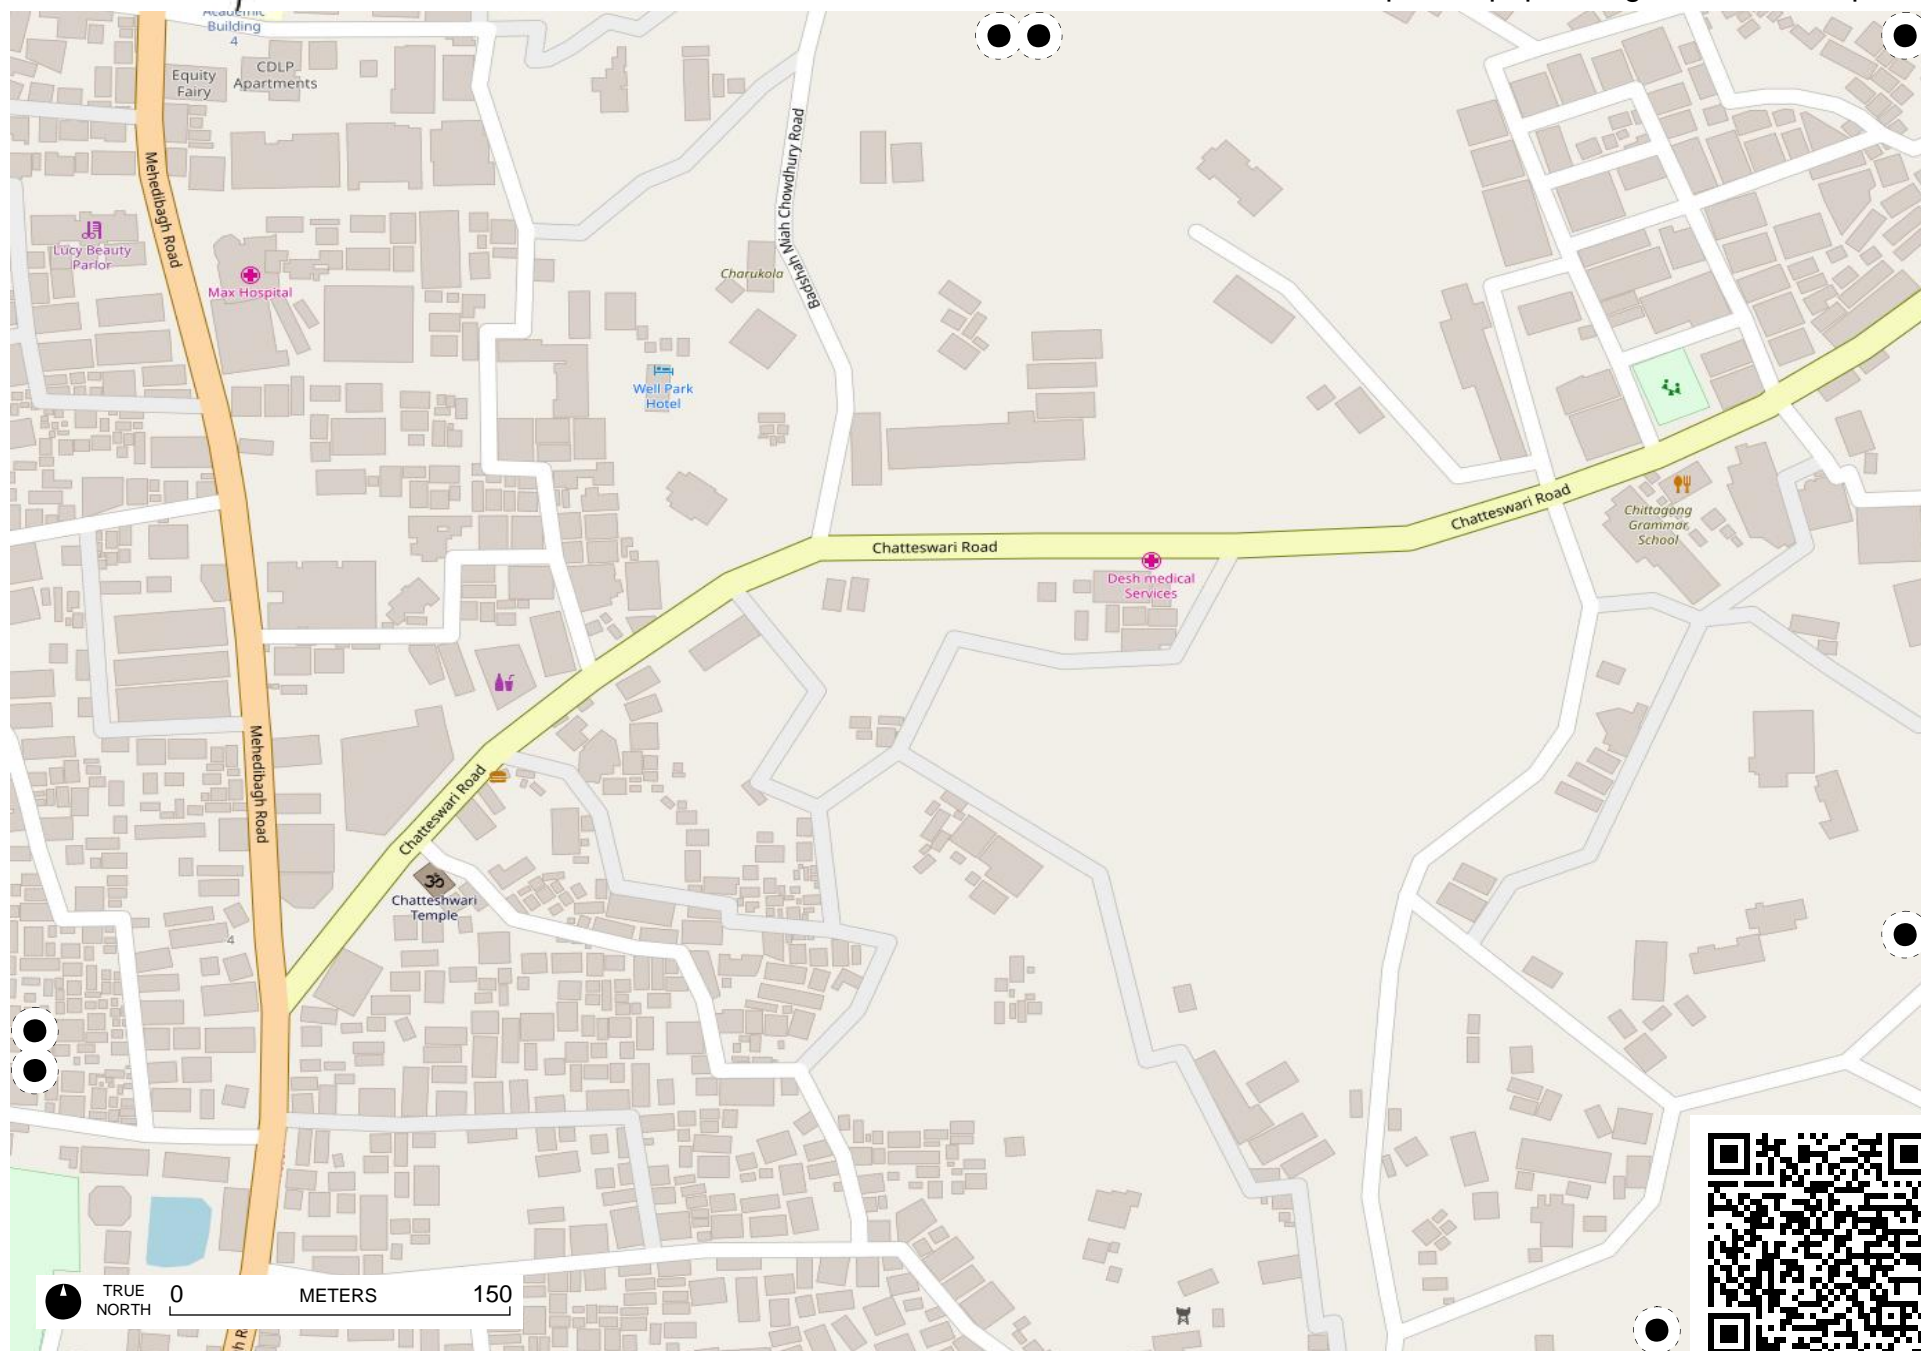 Academic
Building
4
Equity
Fairy
CDLP
Apartments
Mehedibagh Road
Badshah Miah Chowdhury Road
Lucy Beauty
Parlor
Max Hospital
Charukola
Well Park
Hotel
Chatteswari Road
Chatteswari Road
Chittagong
Grammar
School
Desh medical
Services
Mehedibagh Road
Chatteswari Road
ॐ
Chatteshwari
Temple
4
TRUE
NORTH
0
METERS
150